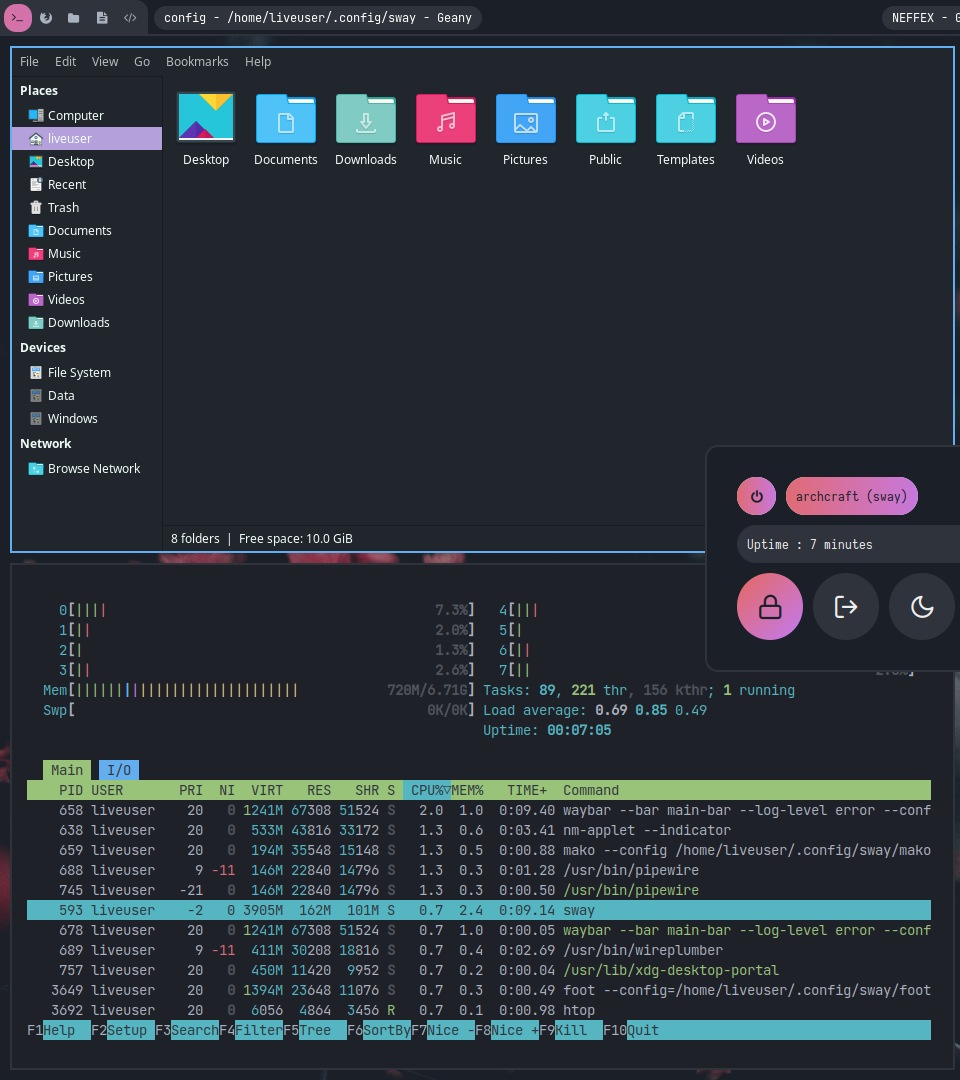 config - /home/liveuser/.config/sway - Geany
NEFFEX - G
File Edit View Go Bookmarks Help
Places
Computer
liveuser
Desktop
Recent
Trash
Documents
Music
Pictures
Videos
Downloads
Devices
File System
Data
Windows
Network
Browse Network
Desktop Documents Downloads Music Pictures Public Templates Videos
8 folders | Free space: 10.0 GiB
archcraft (sway)
Uptime : 7 minutes
0[|||| 7.3%] 4[|||
1[|| 2.0%] 5[|
2[| 1.3%] 6[||
3[|| 2.6%] 7[||
Mem[|||||||||||||||||||||||||||| 720M/6.71G] Tasks: 89, 221 thr, 156 kthr; 1 running
Swp[ 0K/0K] Load average: 0.69 0.85 0.49
Uptime: 00:07:05
Main I/O
PID USER PRI NI VIRT RES SHR S CPU%▽MEM% TIME+ Command
658 liveuser 20 0 1241M 67308 51524 S 2.0 1.0 0:09.40 waybar --bar main-bar --log-level error --conf
638 liveuser 20 0 533M 43816 33172 S 1.3 0.6 0:03.41 nm-applet --indicator
659 liveuser 20 0 194M 35548 15148 S 1.3 0.5 0:00.88 mako --config /home/liveuser/.config/sway/mako
688 liveuser 9 -11 146M 22840 14796 S 1.3 0.3 0:01.28 /usr/bin/pipewire
745 liveuser -21 0 146M 22840 14796 S 1.3 0.3 0:00.50 /usr/bin/pipewire
593 liveuser -2 0 3905M 162M 101M S 0.7 2.4 0:09.14 sway
678 liveuser 20 0 1241M 67308 51524 S 0.7 1.0 0:00.05 waybar --bar main-bar --log-level error --conf
689 liveuser 9 -11 411M 30208 18816 S 0.7 0.4 0:02.69 /usr/bin/wireplumber
757 liveuser 20 0 450M 11420 9952 S 0.7 0.2 0:00.04 /usr/lib/xdg-desktop-portal
3649 liveuser 20 0 1394M 23648 11076 S 0.7 0.3 0:00.49 foot --config=/home/liveuser/.config/sway/foot
3692 liveuser 20 0 6056 4864 3456 R 0.7 0.1 0:00.98 htop
F1Help F2Setup F3SearchF4FilterF5Tree F6SortByF7Nice -F8Nice +F9Kill F10Quit